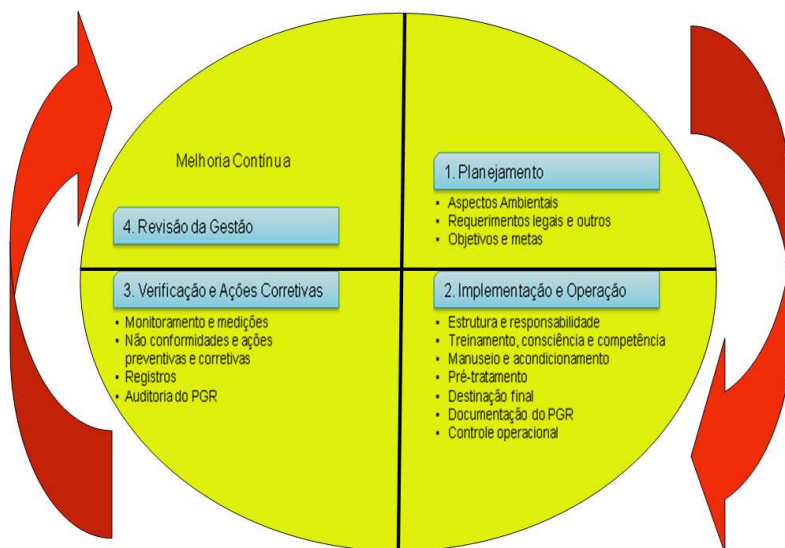 Melhoria Contínua
4. Revisão da Gestão
1. Planejamento
• Aspectos Ambientais
• Requerimentos legais e outros
• Objetivos e metas
3. Verificação e Ações Corretivas
• Monitoramento e medições
• Não conformidades e ações
preventivas e corretivas
• Registros
• Auditoria do PGR
2. Implementação e Operação
• Estrutura e responsabilidade
• Treinamento, consciência e competência
• Manuseio e acondicionamento
• Pré-tratamento
• Destinação final
• Documentação do PGR
• Controle operacional